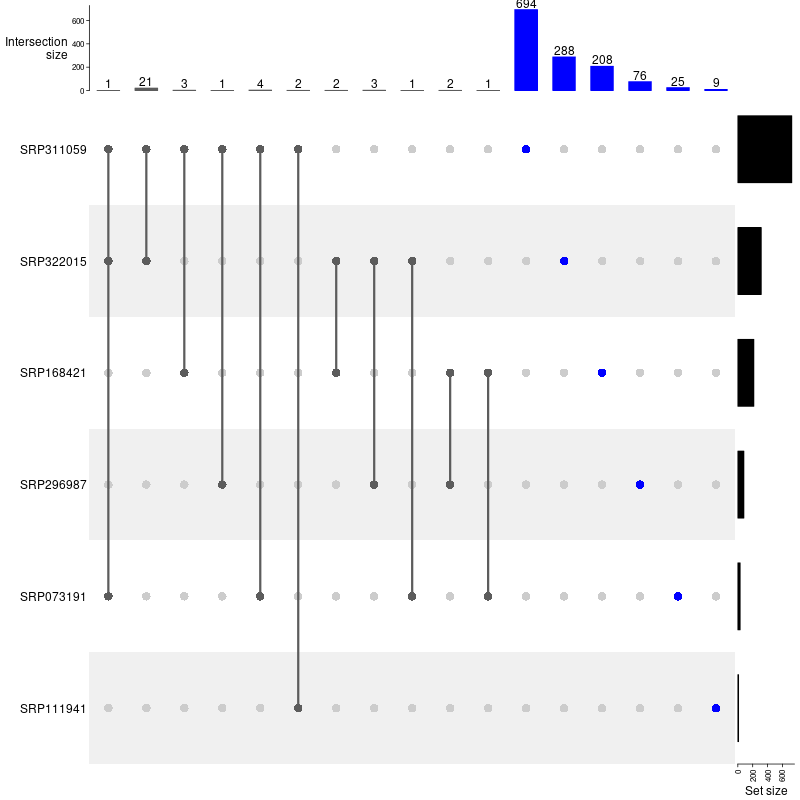 694
600
400
200
0
Intersection
size
1 21 3 1 4 2 2 3 1 2 1 288 208 76 25 9
SRP311059
SRP322015
SRP168421
SRP296987
SRP073191
SRP111941
0 200 400 600
Set size